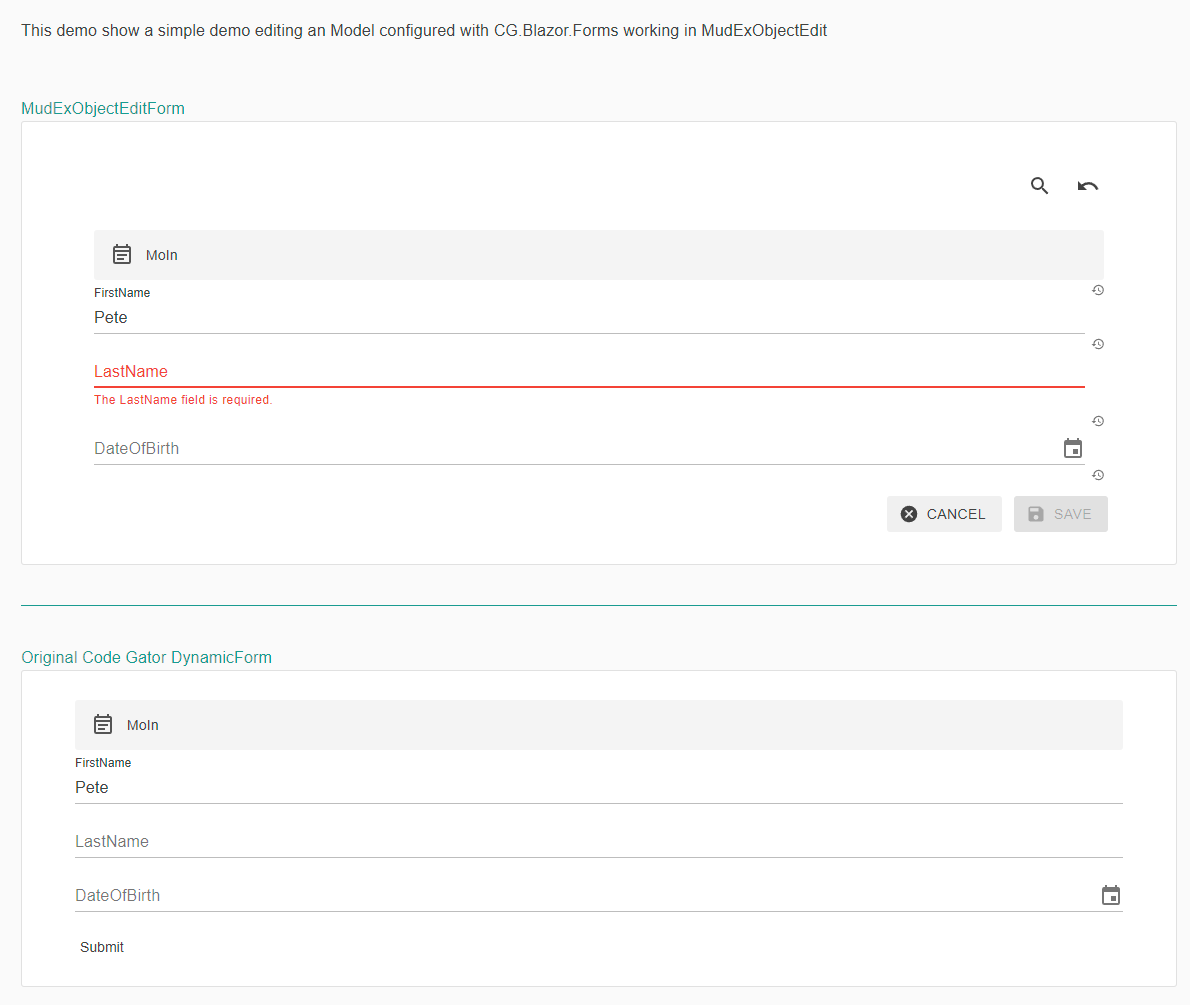 This demo show a simple demo editing an Model configured with CG.Blazor.Forms working in MudExObjectEdit
MudExObjectEditForm
MoIn
FirstName
Pete
LastName
The LastName field is required.
DateOfBirth
CANCEL
SAVE
Original Code Gator DynamicForm
MoIn
FirstName
Pete
LastName
DateOfBirth
Submit